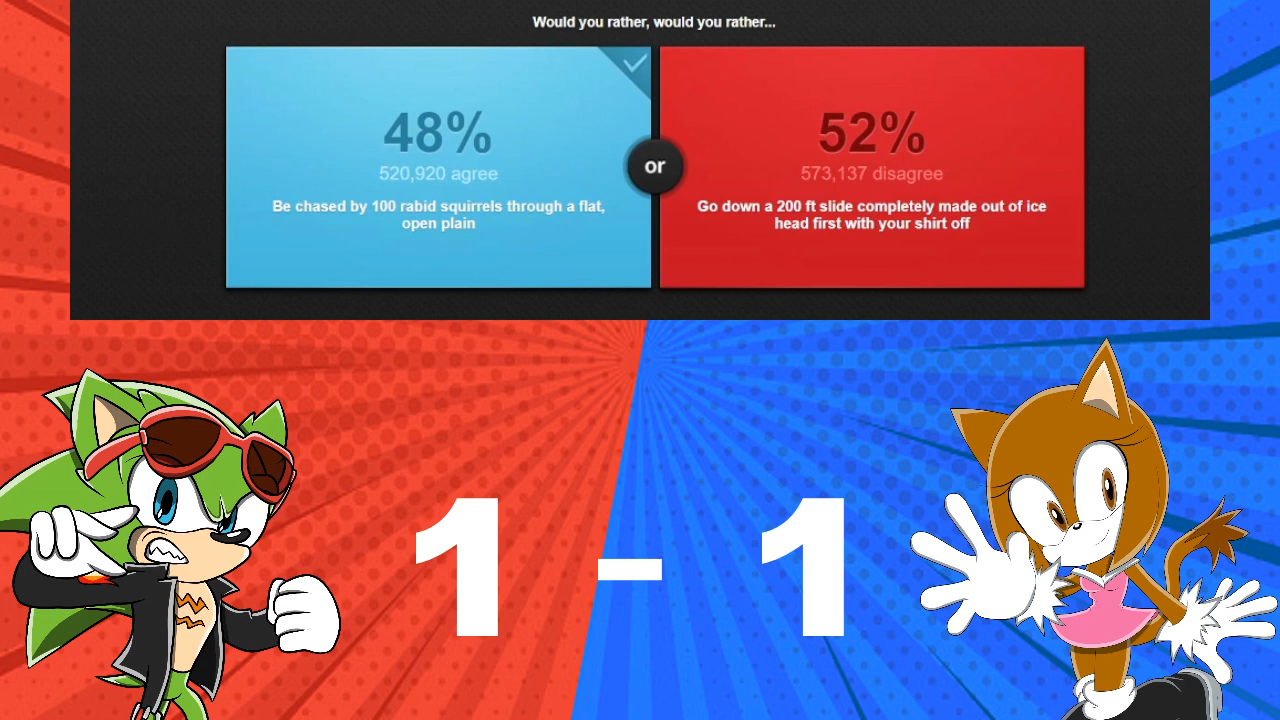 Would you rather, would you rather...
48%
520,920 agree
Be chased by 100 rabid squirrels through a flat,
open plain
or
52%
573,137 disagree
Go down a 200 ft slide completely made out of ice
head first with your shirt off
1 - 1